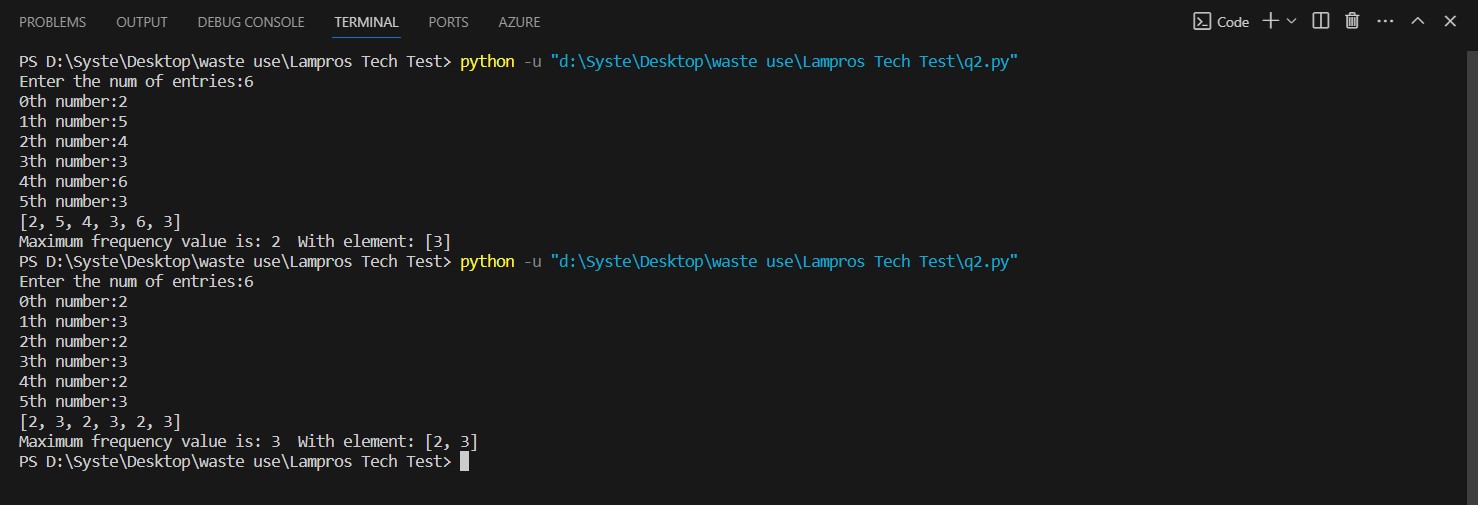 PROBLEMS OUTPUT DEBUG CONSOLE TERMINAL PORTS AZURE Code
PS D:\Syste\Desktop\waste use\Lampros Tech Test> python -u "d:\Syste\Desktop\waste use\Lampros Tech Test\q2.py"
Enter the num of entries:6
0th number:2
1th number:5
2th number:4
3th number:3
4th number:6
5th number:3
[2, 5, 4, 3, 6, 3]
Maximum frequency value is: 2  With element: [3]
PS D:\Syste\Desktop\waste use\Lampros Tech Test> python -u "d:\Syste\Desktop\waste use\Lampros Tech Test\q2.py"
Enter the num of entries:6
0th number:2
1th number:3
2th number:2
3th number:3
4th number:2
5th number:3
[2, 3, 2, 3, 2, 3]
Maximum frequency value is: 3  With element: [2, 3]
PS D:\Syste\Desktop\waste use\Lampros Tech Test>